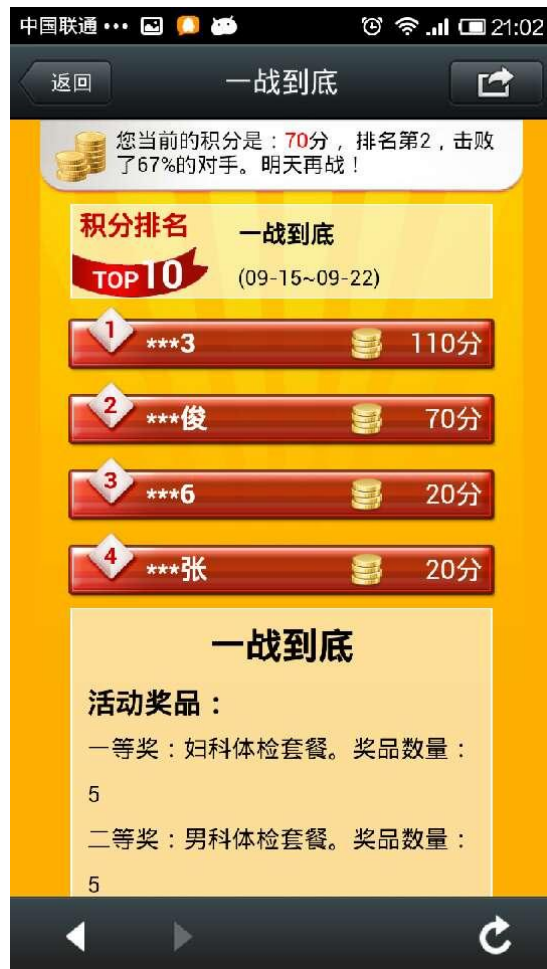 中国联通 ••• 21:02
返回 一战到底
您当前的积分是：70分，排名第2，击败
了67%的对手。明天再战！
积分排名 一战到底
TOP10 (09-15~09-22)
1 ***3 110分
2 ***俊 70分
3 ***6 20分
4 ***张 20分
一战到底
活动奖品：
一等奖：妇科体检套餐。奖品数量：
5
二等奖：男科体检套餐。奖品数量：
5